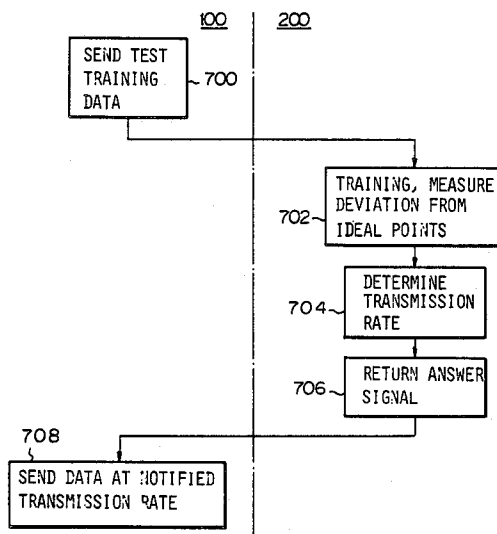 100 200
SEND TEST
TRAINING
DATA
700
TRAINING, MEASURE
DEVIATION FROM
IDEAL POINTS
702
DETERMINE
TRANSMISSION
RATE
704
RETURN ANSWER
SIGNAL
706
708
SEND DATA AT NOTIFIED
TRANSMISSION RATE